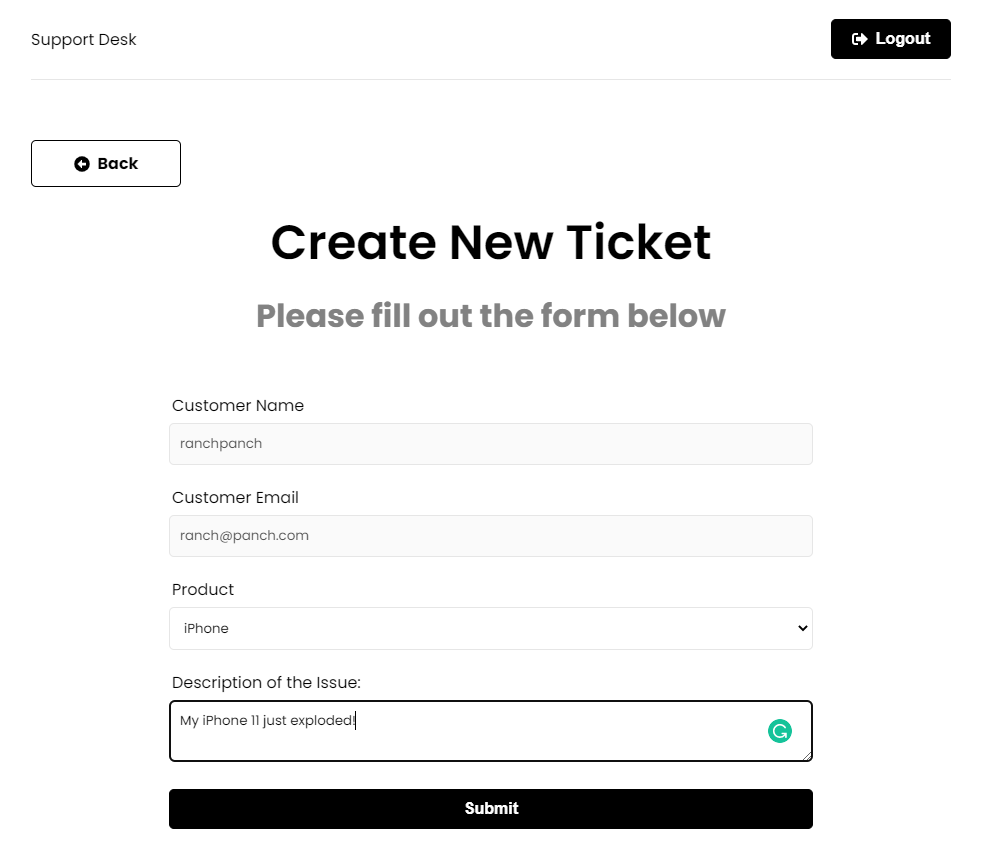 Support Desk
Logout
Back
Create New Ticket
Please fill out the form below
Customer Name
ranchpanch
Customer Email
ranch@panch.com
Product
iPhone
Description of the Issue:
My iPhone 11 just exploded!
Submit